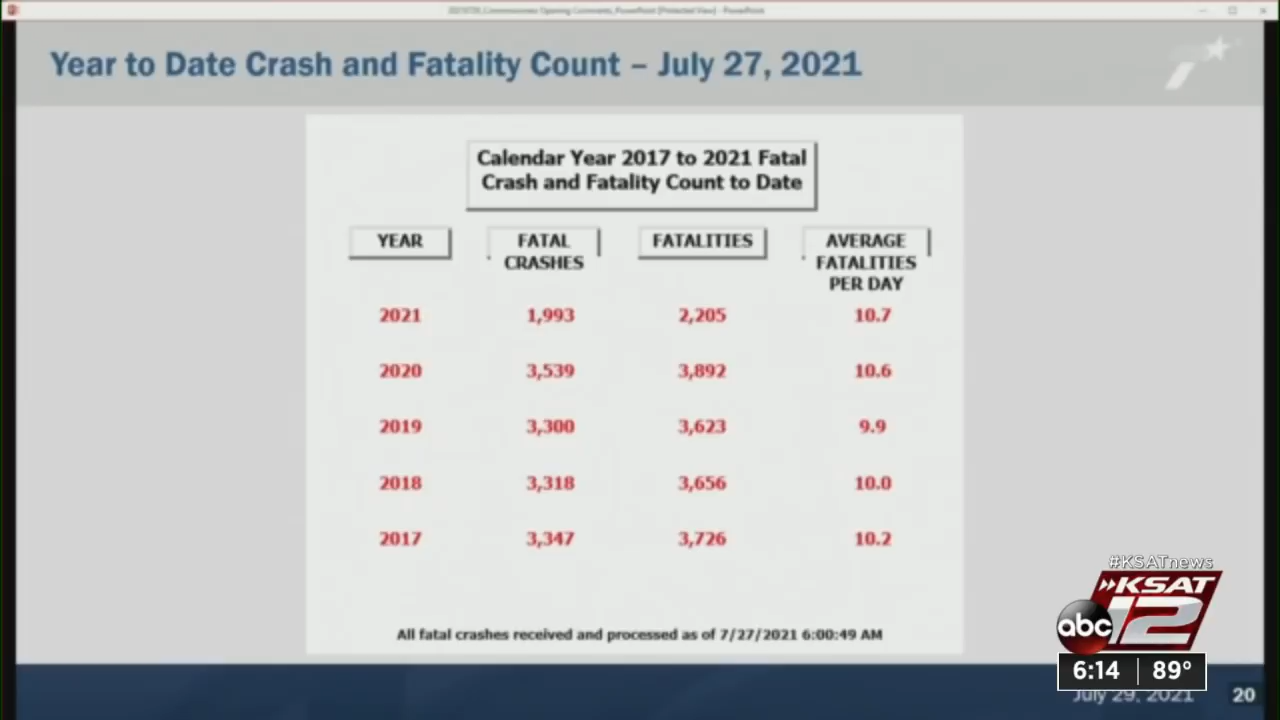 Year to Date Crash and Fatality Count – July 27, 2021
Calendar Year 2017 to 2021 Fatal
Crash and Fatality Count to Date
YEAR
FATAL
CRASHES
FATALITIES
AVERAGE
FATALITIES
PER DAY
2021 1,993 2,205 10.7
2020 3,539 3,892 10.6
2019 3,300 3,623 9.9
2018 3,318 3,656 10.0
2017 3,347 3,726 10.2
All fatal crashes received and processed as of 7/27/2021 6:00:49 AM
#KSATnews
KSAT
abc 12
6:14 89°
July 29, 2021 20